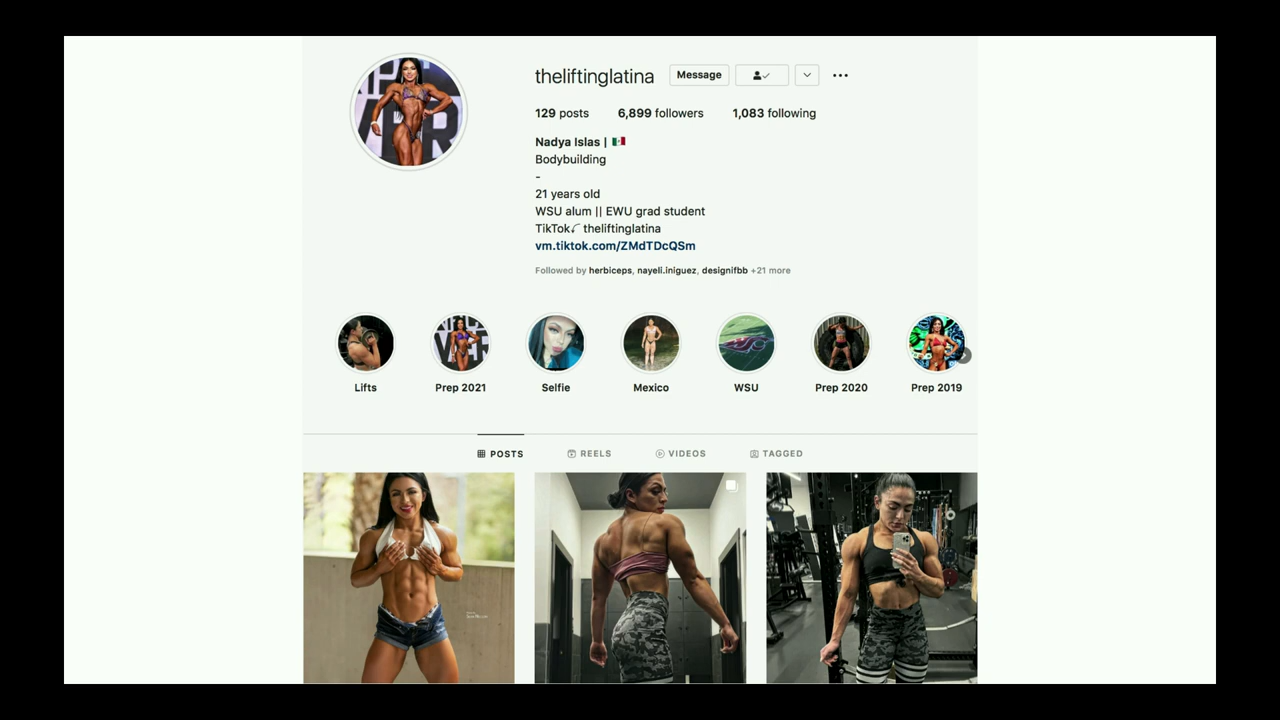 theliftinglatina Message
129 posts 6,899 followers 1,083 following
Nadya Islas | 🇲🇽
Bodybuilding
-
21 years old
WSU alum || EWU grad student
TikTok⤹ theliftinglatina
vm.tiktok.com/ZMdTDcQSm
Followed by herbiceps, nayeli.iniguez, designifbb +21 more
Lifts Prep 2021 Selfie Mexico WSU Prep 2020 Prep 2019
POSTS REELS VIDEOS TAGGED